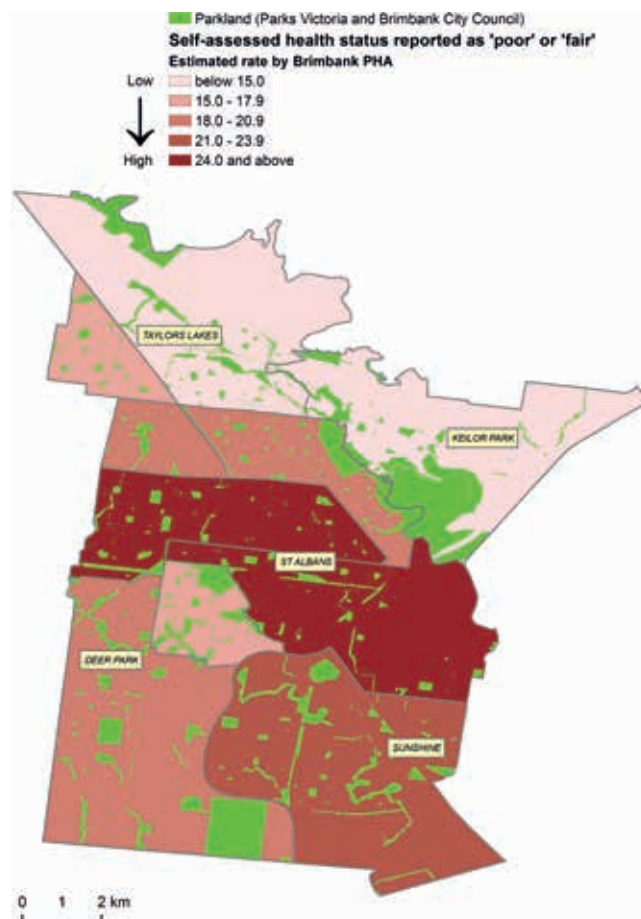 Parkland (Parks Victoria and Brimbank City Council)
Self-assessed health status reported as 'poor' or 'fair'
Estimated rate by Brimbank PHA
Low
below 15.0
15.0 - 17.9
18.0 - 20.9
21.0 - 23.9
High
24.0 and above
TAYLORS LAKES
KEILOR PARK
ST ALBANS
DEER PARK
SUNSHINE
0 1 2 km